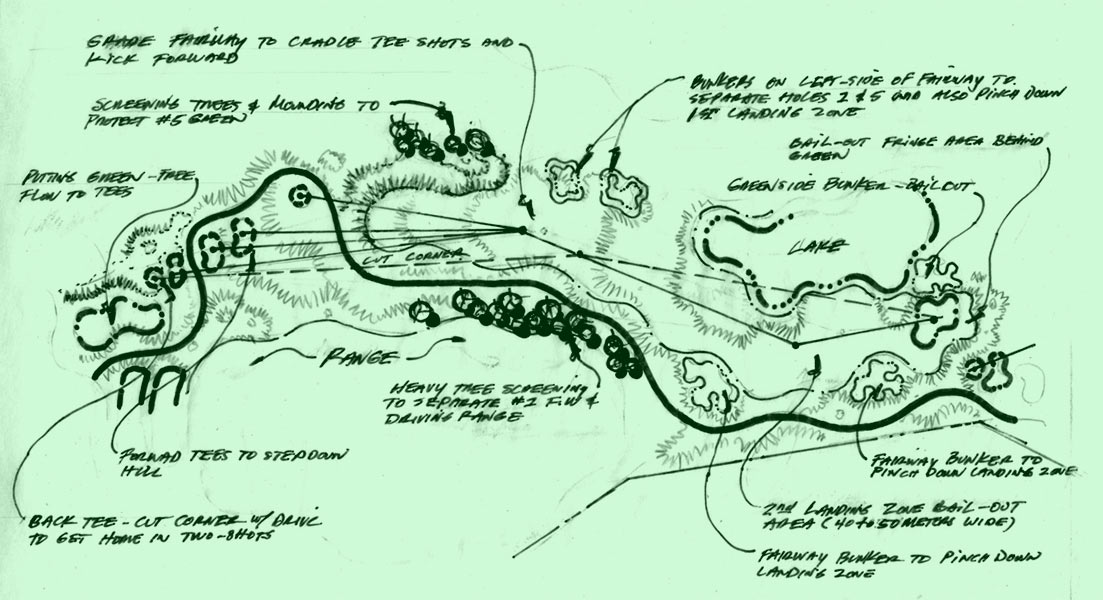 GRADE FAIRWAY TO CRADLE TEE SHOTS AND
KICK FORWARD
SCREENING TREES & MOUNDING TO
PROTECT #5 GREEN
BUNKERS ON LEFT-SIDE OF FAIRWAY TO
SEPARATE HOLES 1 & 5 AND ALSO PINCH DOWN
1ST LANDING ZONE
BAIL-OUT FRINGE AREA BEHIND
GREEN
PUTTING GREEN-FREE
FLOW TO TEES
GREENSIDE BUNKER-BAILOUT
LAKE
CUT CORNER
RANGE
HEAVY TREE SCREENING
TO SEPARATE #1 F.W &
DRIVING RANGE
FORWAD TEES TO STEPDOWN
HILL
FAIRWAY BUNKER TO
PINCH DOWN LANDING ZONE
BACK TEE-CUT CORNER W/ DRIVE
TO GET HOME IN TWO-SHOTS
2ND LANDING ZONE BAIL-OUT
AREA (40 to 50 METERS WIDE)
FAIRWAY BUNKER TO PINCH DOWN
LANDING ZONE